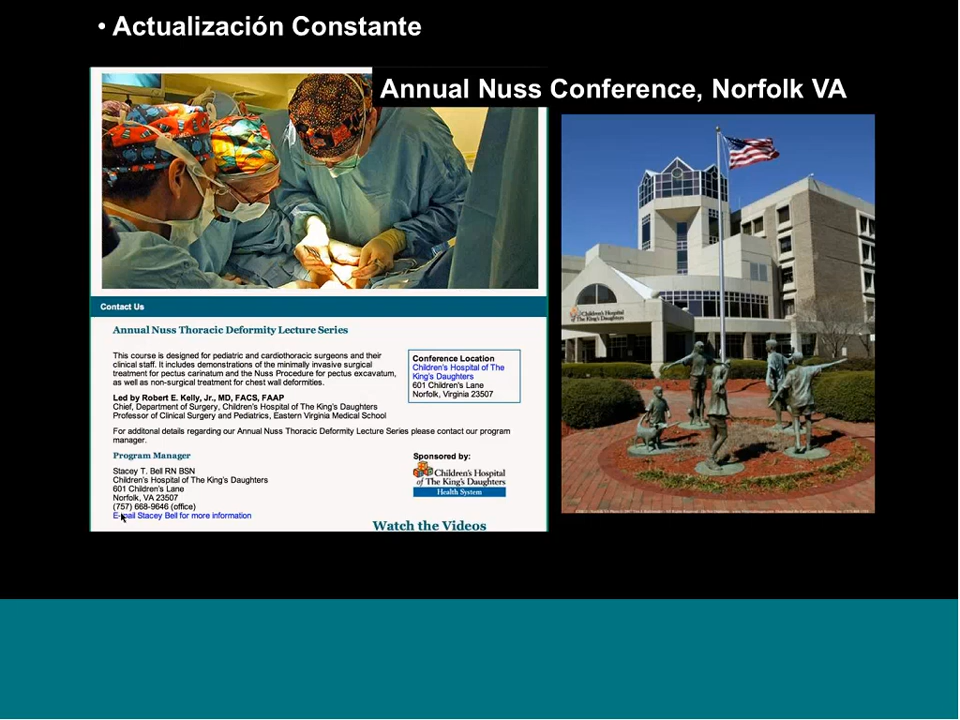 • Actualización Constante
Annual Nuss Conference, Norfolk VA
Contact Us
Annual Nuss Thoracic Deformity Lecture Series
This course is designed for pediatric and cardiothoracic surgeons and their
clinical staff. It includes demonstrations of the minimally invasive surgical
treatment for pectus carinatum and the Nuss Procedure for pectus excavatum,
as well as non-surgical treatment for chest wall deformities.
Led by Robert E. Kelly, Jr., MD, FACS, FAAP
Chief, Department of Surgery, Children's Hospital of The King's Daughters
Professor of Clinical Surgery and Pediatrics, Eastern Virginia Medical School
For additonal details regarding our Annual Nuss Thoracic Deformity Lecture Series please contact our program
manager.
Conference Location
Children's Hospital of The
King's Daughters
601 Children's Lane
Norfolk, Virginia 23507
Program Manager
Stacey T. Bell RN BSN
Children's Hospital of The King's Daughters
601 Children's Lane
Norfolk, VA 23507
(757) 668-9646 (office)
E-mail Stacey Bell for more information
Sponsored by:
Children's Hospital
of The King's Daughters
Health System
Watch the Videos
Children's Hospital
The King's Daughters